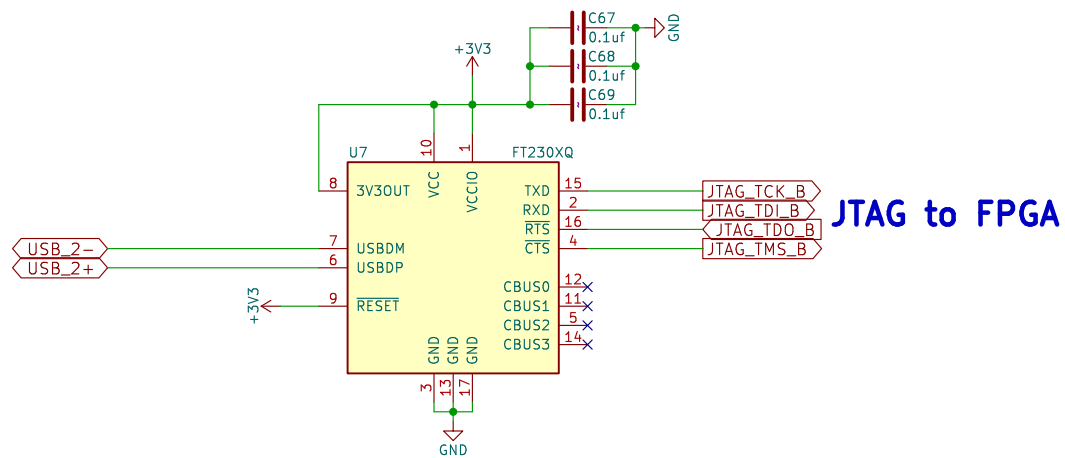 C67
0.1uf
GND
C68
0.1uf
C69
0.1uf
+3V3
U7
FT230XQ
10
1
VCC
VCCIO
8
3V3OUT
TXD
15
JTAG_TCK_B
RXD
2
JTAG_TDI_B
JTAG to FPGA
RTS
16
JTAG_TDO_B
USB_2-
7
USBDM
CTS
4
JTAG_TMS_B
USB_2+
6
USBDP
CBUS0
12
+3V3
9
RESET
CBUS1
11
CBUS2
5
CBUS3
14
GND
GND
GND
3
13
17
GND